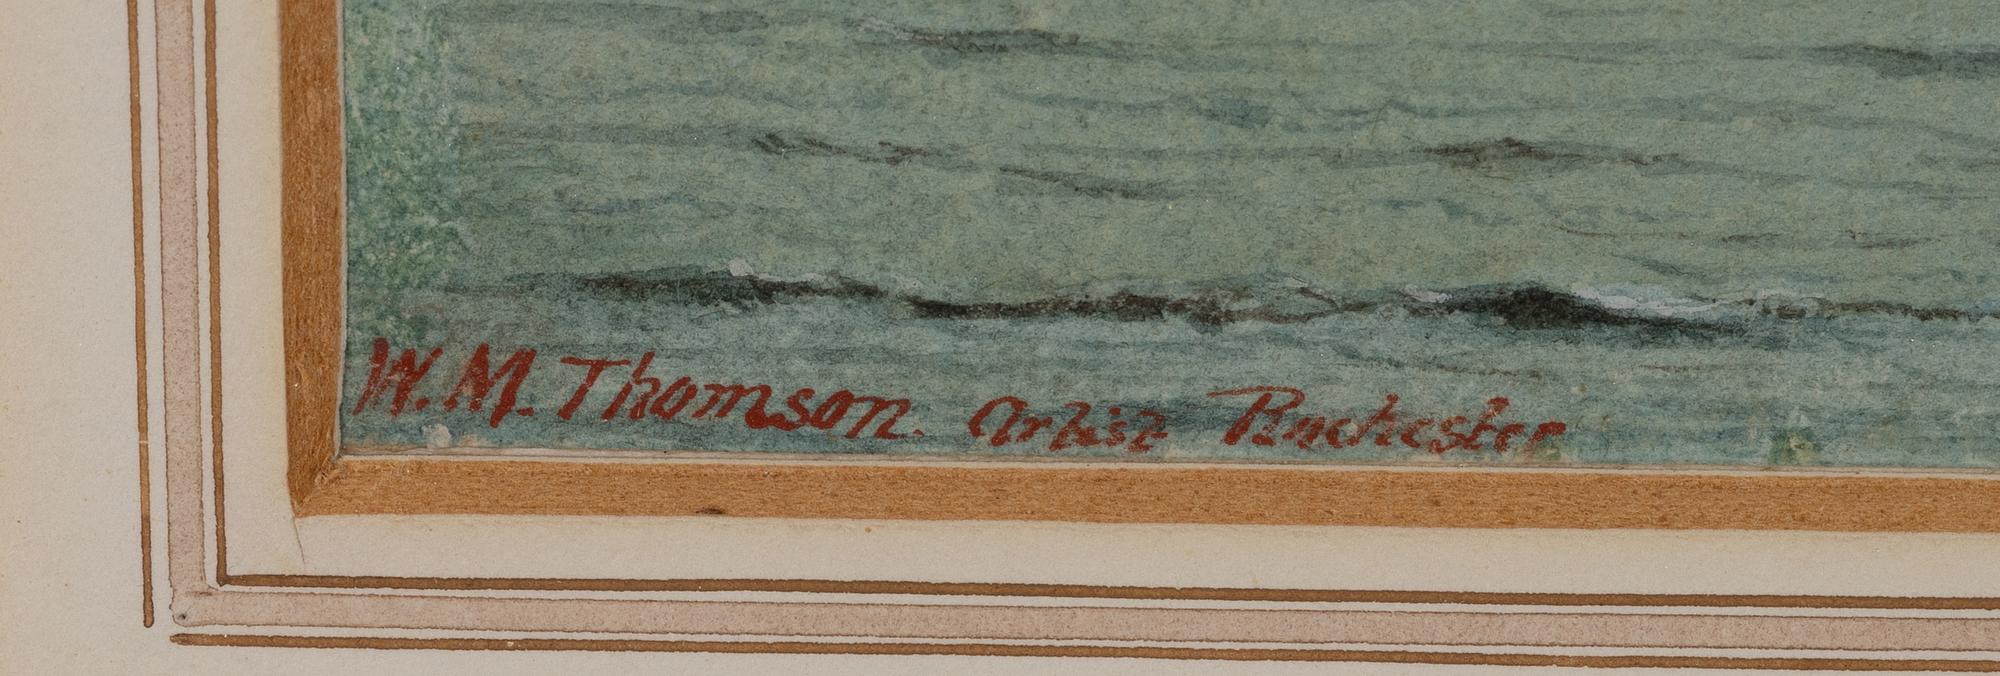 W. M. Thomson. Artist Rochester